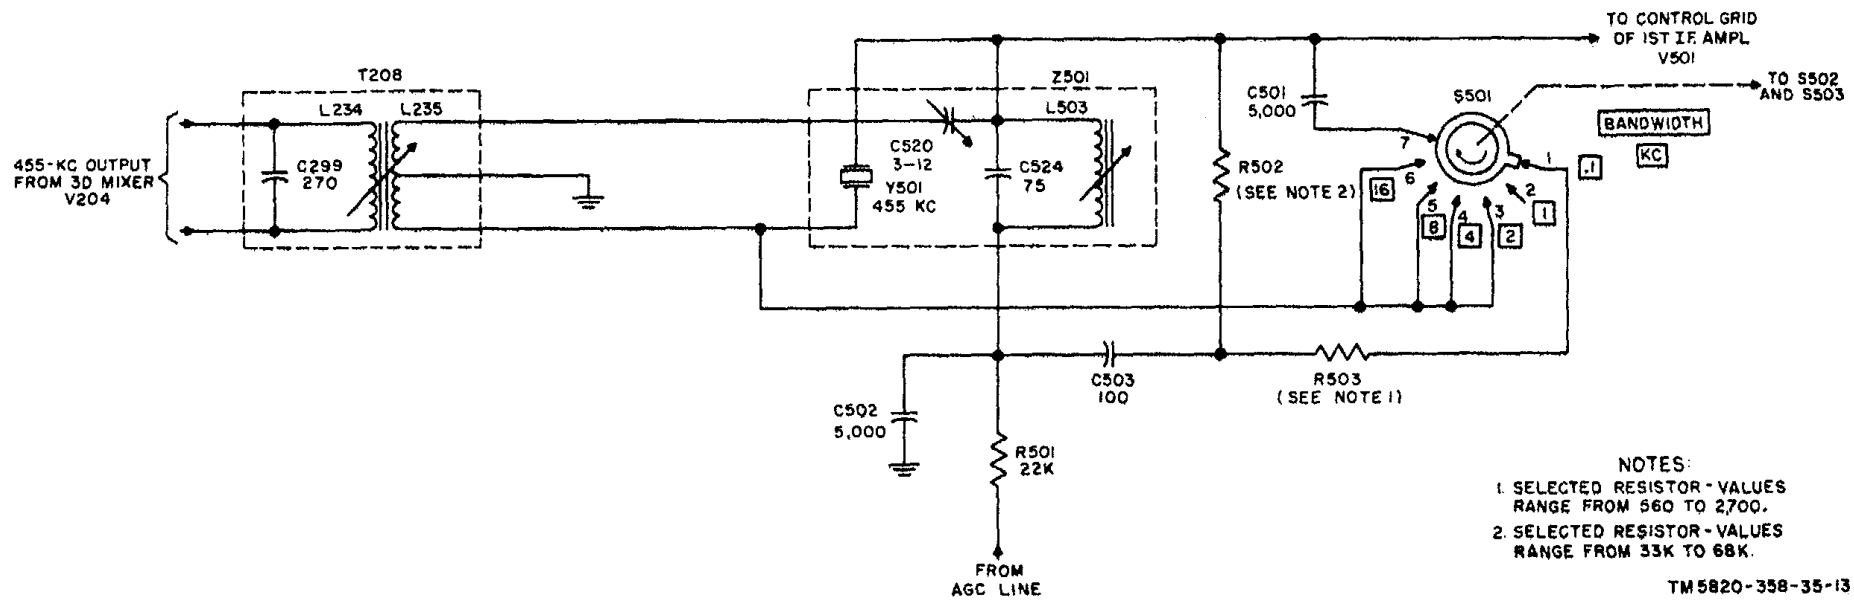 TO CONTROL GRID
OF 1ST I.F. AMPL
V501
T208
L234
L235
Z501
L503
C501
5,000
S501
TO S502
AND S503
BANDWIDTH
KC
455-KC OUTPUT
FROM 3D MIXER
V204
C299
270
C520
3-12
Y501
455 KC
C524
75
R502
(SEE NOTE 2)
7
6
16
5
8
4
4
3
2
2
1
1
.1
C502
5,000
C503
100
R503
(SEE NOTE 1)
R501
22K
FROM
AGC LINE
NOTES:
1. SELECTED RESISTOR - VALUES
RANGE FROM 560 TO 2,700.
2. SELECTED RESISTOR - VALUES
RANGE FROM 33K TO 68K.
TM5820-358-35-13